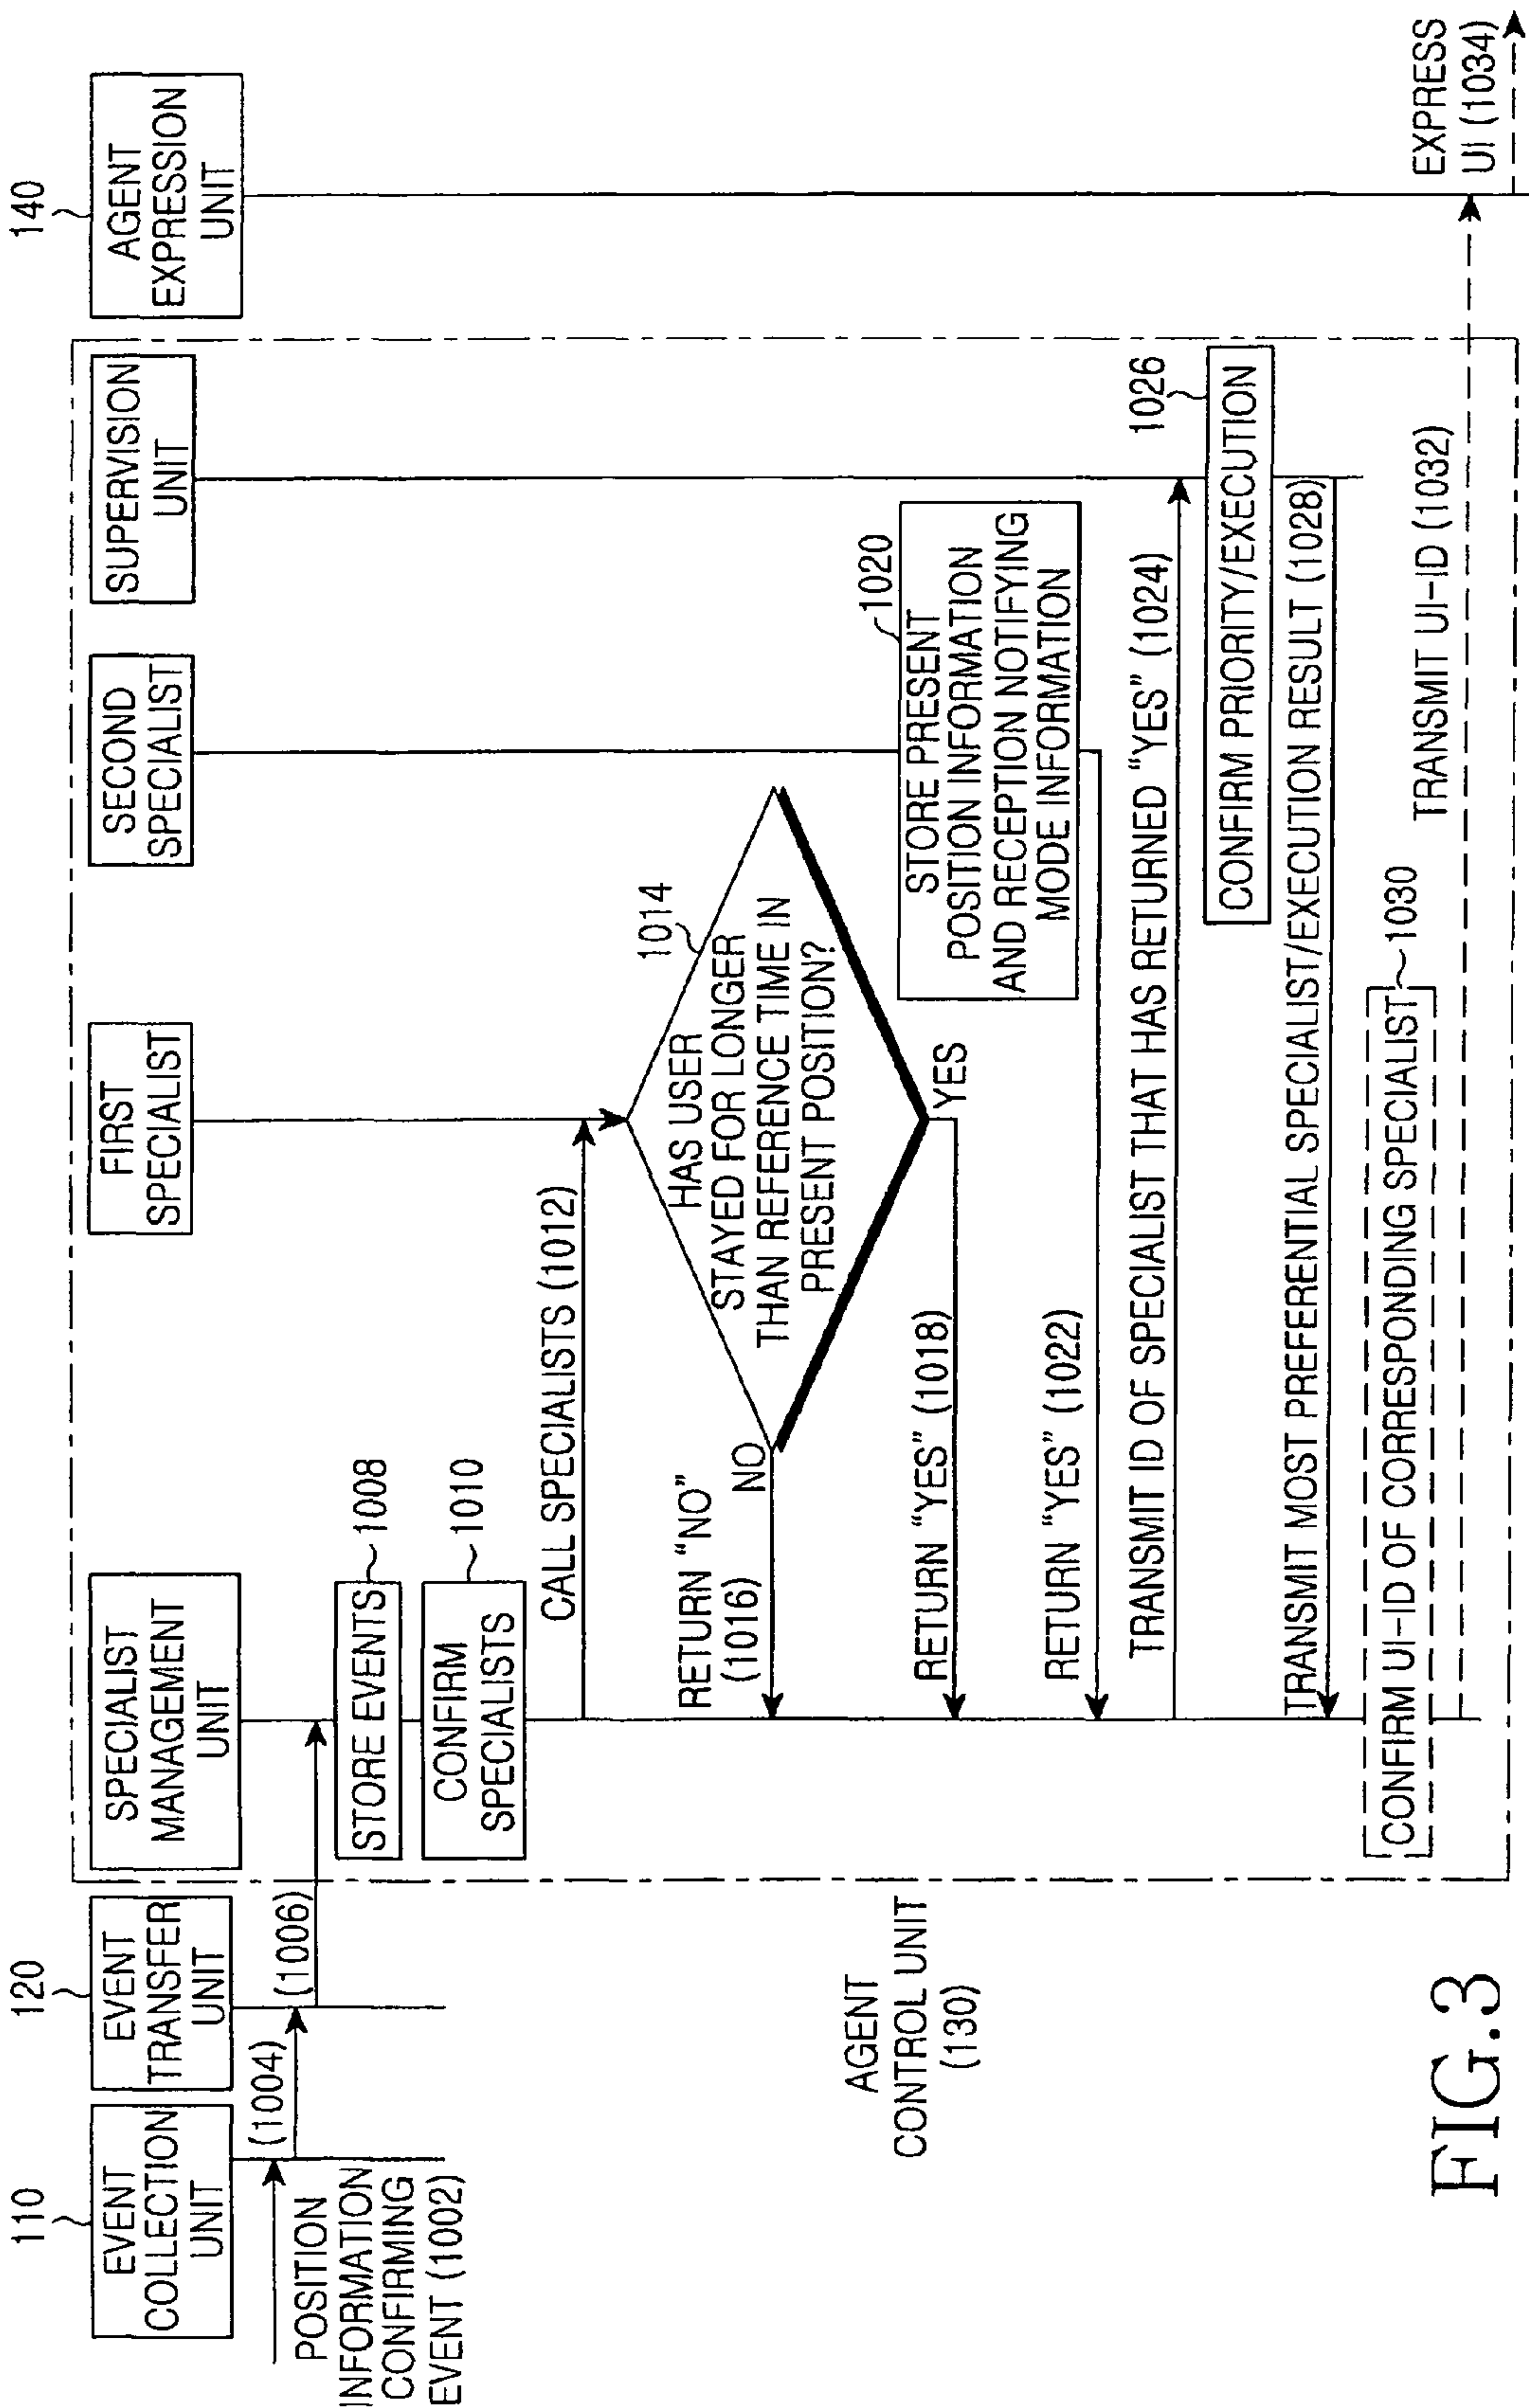 110
EVENT
COLLECTION
UNIT
120
EVENT
TRANSFER
UNIT
SPECIALIST
MANAGEMENT
UNIT
FIRST
SPECIALIST
SECOND
SPECIALIST
SUPERVISION
UNIT
140
AGENT
EXPRESSION
UNIT
POSITION
INFORMATION
CONFIRMING
EVENT (1002)
(1004)
(1006)
STORE EVENTS
1008
CONFIRM
SPECIALISTS
1010
CALL SPECIALISTS (1012)
1014
HAS USER
STAYED FOR LONGER
THAN REFERENCE TIME IN
PRESENT POSITION?
NO
RETURN “NO”
(1016)
YES
RETURN “YES” (1018)
1020
STORE PRESENT
POSITION INFORMATION
AND RECEPTION NOTIFYING
MODE INFORMATION
RETURN “YES” (1022)
TRANSMIT ID OF SPECIALIST THAT HAS RETURNED “YES” (1024)
1026
CONFIRM PRIORITY/EXECUTION
TRANSMIT MOST PREFERENTIAL SPECIALIST/EXECUTION RESULT (1028)
CONFIRM UI-ID OF CORRESPONDING SPECIALIST
1030
TRANSMIT UI-ID (1032)
EXPRESS
UI (1034)
AGENT
CONTROL UNIT
(130)
FIG.3